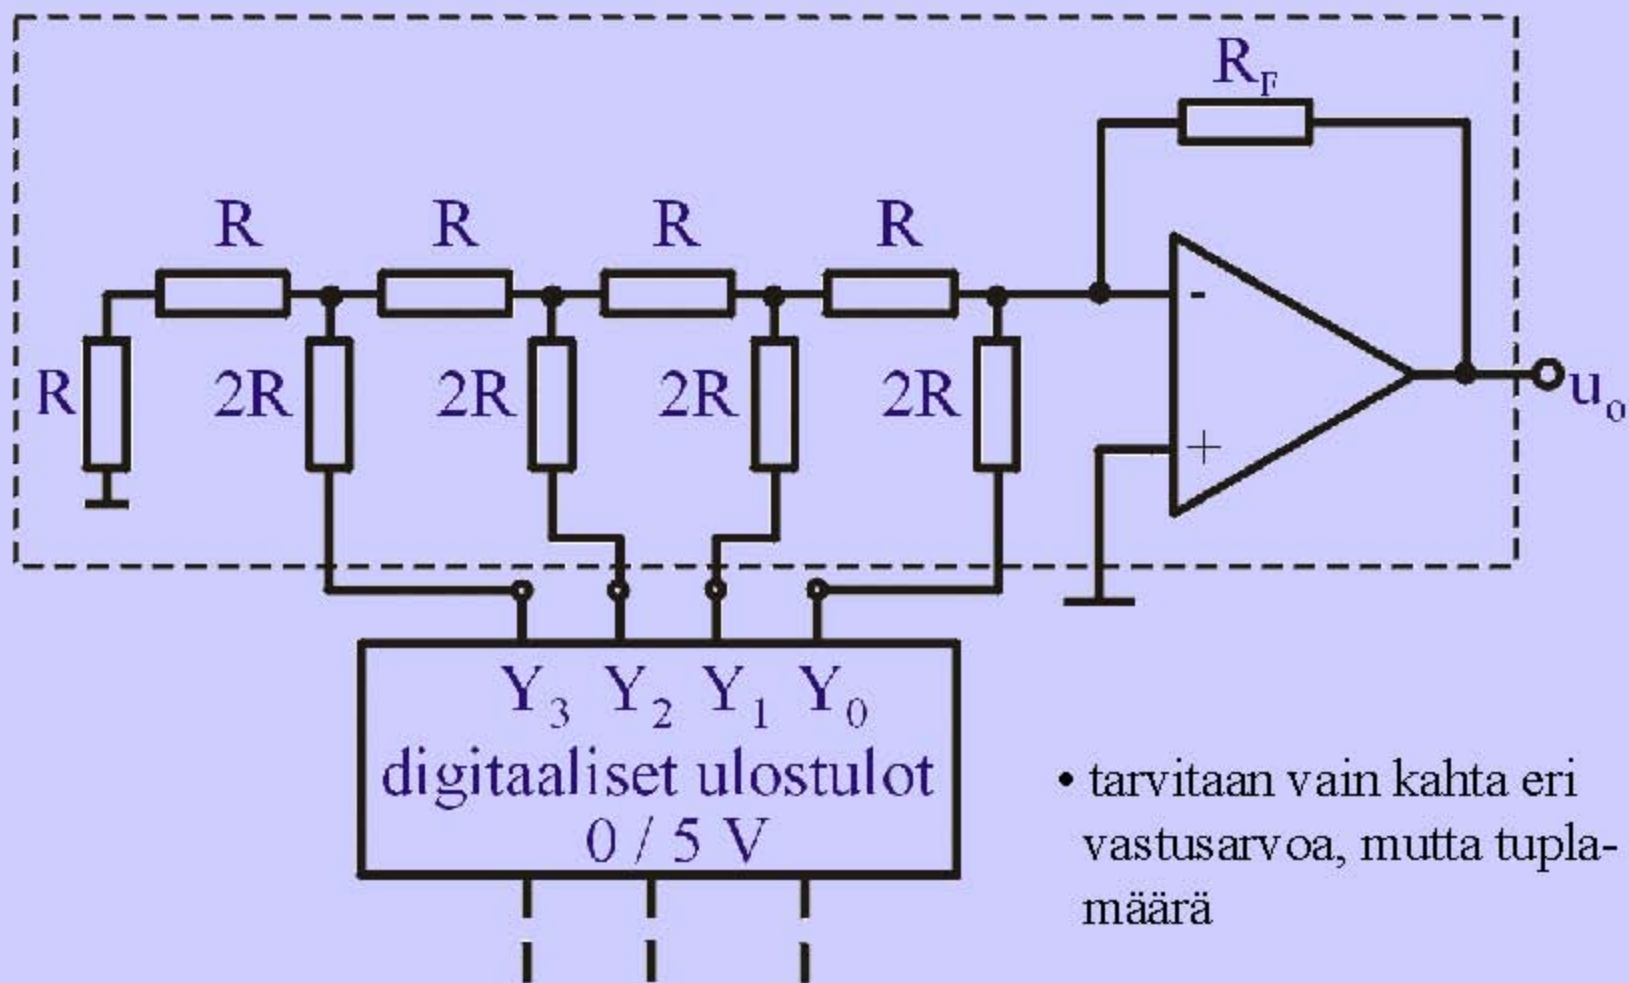 R_F
R R R R
R 2R 2R 2R 2R
-
+
u_o
Y_3 Y_2 Y_1 Y_0
digitaaliset ulostulot
0 / 5 V
• tarvitaan vain kahta eri
vastusarvoa, mutta tupla-
määrä